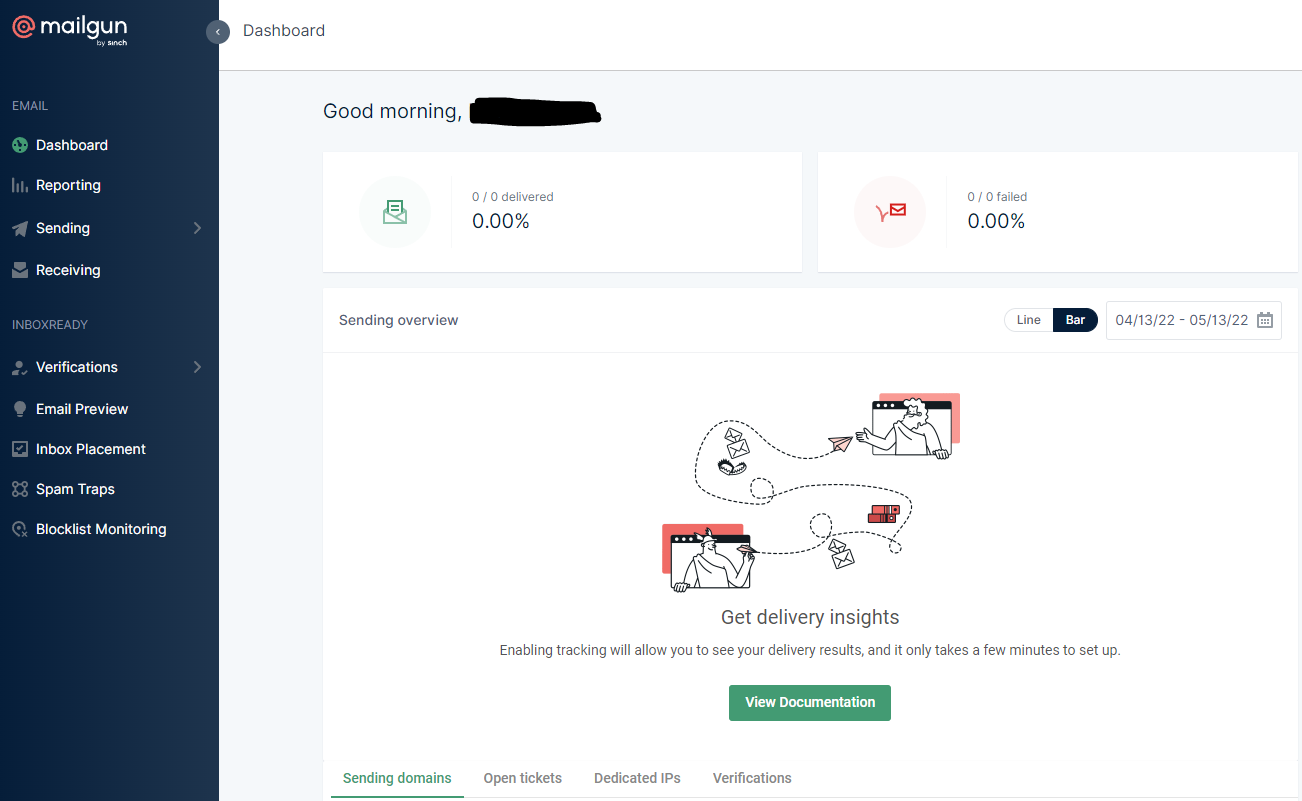 mailgun
by sinch
Dashboard
EMAIL
Dashboard
Reporting
Sending
Receiving
INBOXREADY
Verifications
Email Preview
Inbox Placement
Spam Traps
Blocklist Monitoring
Good morning,
0 / 0 delivered
0.00%
0 / 0 failed
0.00%
Sending overview
Line Bar 04/13/22 - 05/13/22
Get delivery insights
Enabling tracking will allow you to see your delivery results, and it only takes a few minutes to set up.
View Documentation
Sending domains Open tickets Dedicated IPs Verifications